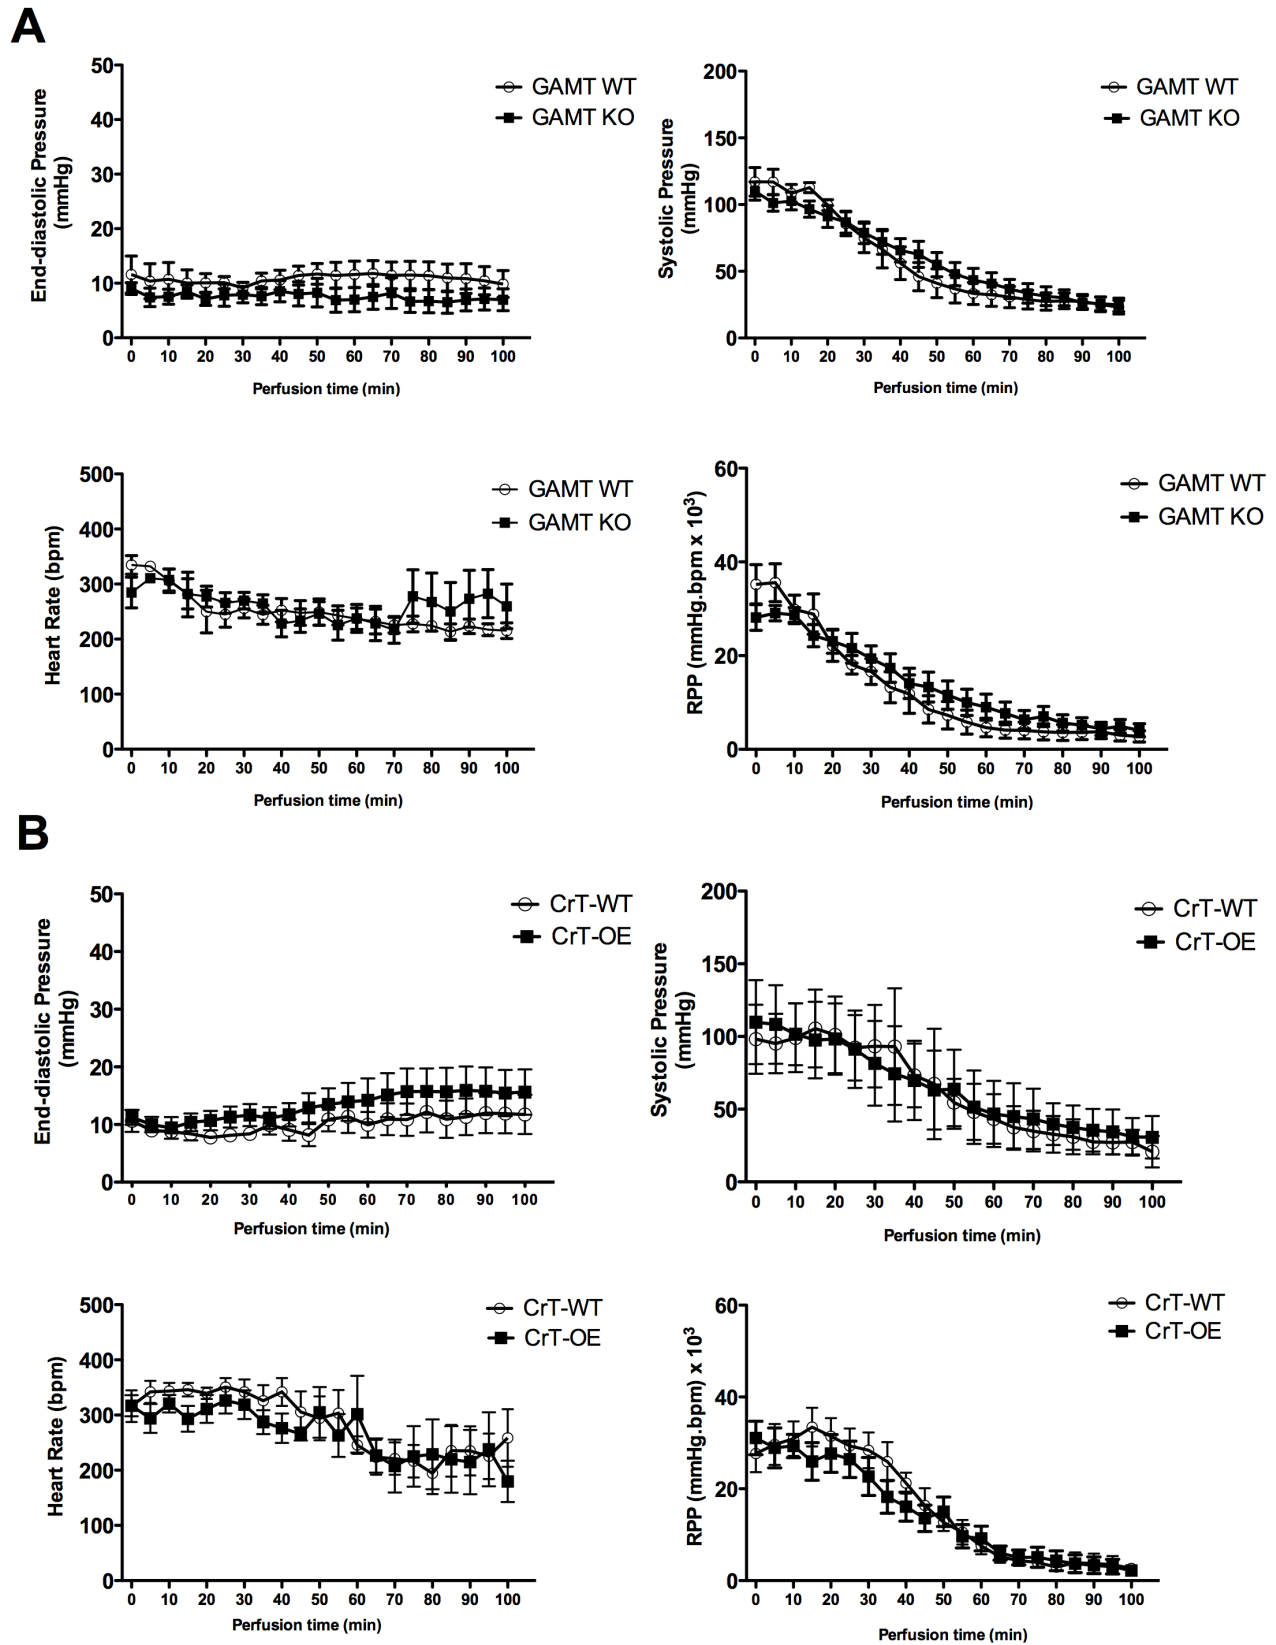 A
End-diastolic Pressure
(mmHg)
50
40
30
20
10
0
GAMT WT
GAMT KO
0 10 20 30 40 50 60 70 80 90 100
Perfusion time (min)
Systolic Pressure
(mmHg)
200
150
100
50
0
GAMT WT
GAMT KO
0 10 20 30 40 50 60 70 80 90 100
Perfusion time (min)
Heart Rate (bpm)
500
400
300
200
100
0
GAMT WT
GAMT KO
0 10 20 30 40 50 60 70 80 90 100
Perfusion time (min)
RPP (mmHg.bpm x 10³)
60
40
20
0
GAMT WT
GAMT KO
0 10 20 30 40 50 60 70 80 90 100
Perfusion time (min)
B
End-diastolic Pressure
(mmHg)
50
40
30
20
10
0
CrT-WT
CrT-OE
0 10 20 30 40 50 60 70 80 90 100
Perfusion time (min)
Systolic Pressure
(mmHg)
200
150
100
50
0
CrT-WT
CrT-OE
0 10 20 30 40 50 60 70 80 90 100
Perfusion time (min)
Heart Rate (bpm)
500
400
300
200
100
0
CrT-WT
CrT-OE
0 10 20 30 40 50 60 70 80 90 100
Perfusion time (min)
RPP (mmHg.bpm) x 10³
60
40
20
0
CrT-WT
CrT-OE
0 10 20 30 40 50 60 70 80 90 100
Perfusion time (min)